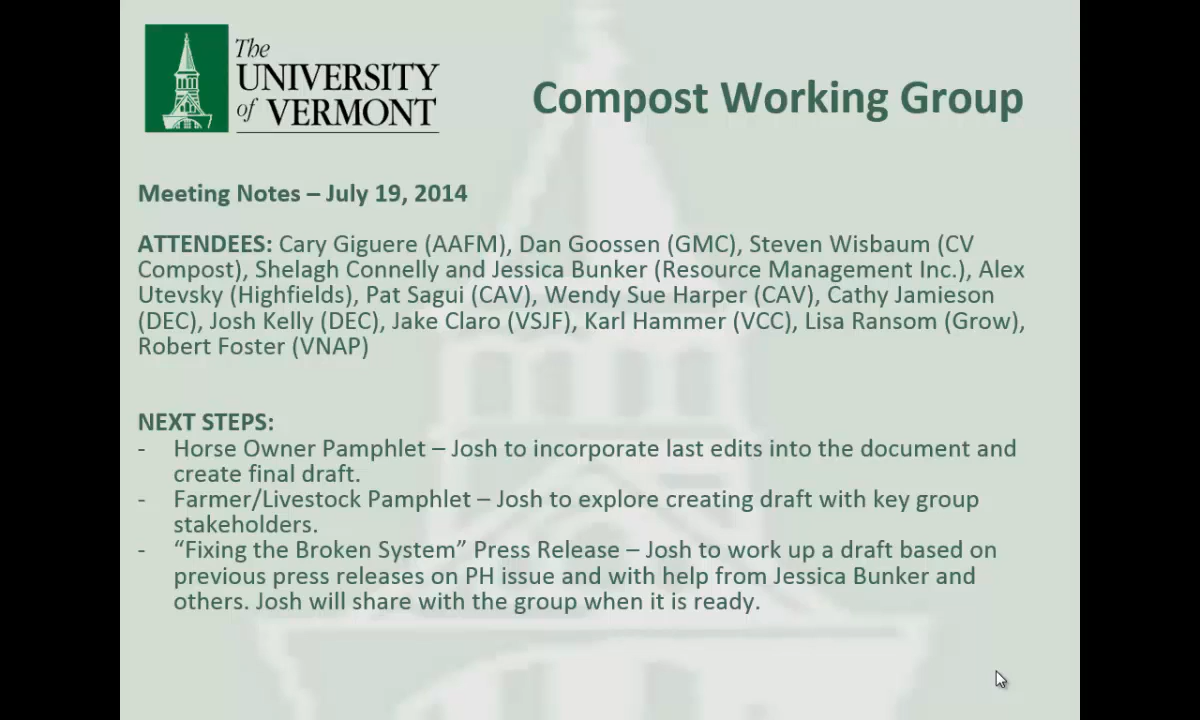 The
UNIVERSITY
of VERMONT
Compost Working Group
Meeting Notes – July 19, 2014
ATTENDEES: Cary Giguere (AAFM), Dan Goossen (GMC), Steven Wisbaum (CV
Compost), Shelagh Connelly and Jessica Bunker (Resource Management Inc.), Alex
Utevsky (Highfields), Pat Sagui (CAV), Wendy Sue Harper (CAV), Cathy Jamieson
(DEC), Josh Kelly (DEC), Jake Claro (VSJF), Karl Hammer (VCC), Lisa Ransom (Grow),
Robert Foster (VNAP)
NEXT STEPS:
- Horse Owner Pamphlet – Josh to incorporate last edits into the document and
create final draft.
- Farmer/Livestock Pamphlet – Josh to explore creating draft with key group
stakeholders.
- “Fixing the Broken System” Press Release – Josh to work up a draft based on
previous press releases on PH issue and with help from Jessica Bunker and
others. Josh will share with the group when it is ready.